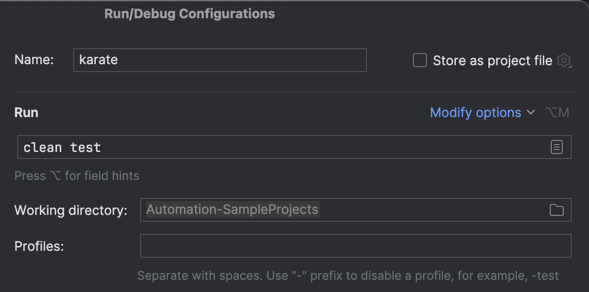 Run/Debug Configurations
Name: karate Store as project file
Run Modify options ⌥M
clean test
Press ⌥ for field hints
Working directory: Automation-SampleProjects
Profiles:
Separate with spaces. Use "-" prefix to disable a profile, for example, -test